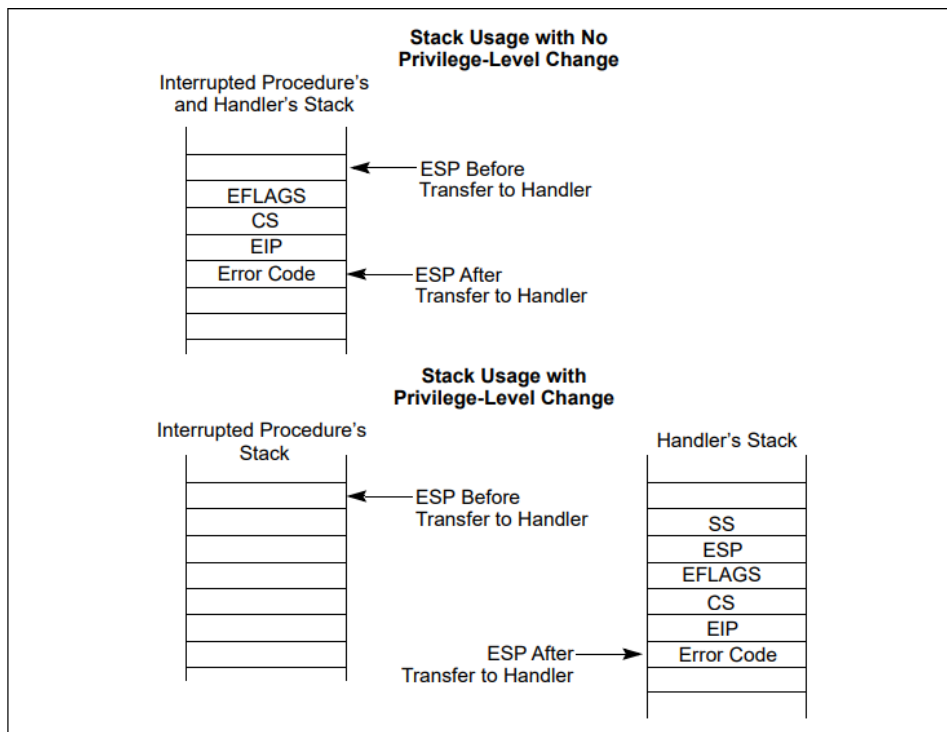 Stack Usage with No
Privilege-Level Change
Interrupted Procedure's
and Handler's Stack
ESP Before
Transfer to Handler
EFLAGS
CS
EIP
Error Code
ESP After
Transfer to Handler
Stack Usage with
Privilege-Level Change
Interrupted Procedure's
Stack
Handler's Stack
ESP Before
Transfer to Handler
SS
ESP
EFLAGS
CS
EIP
ESP After
Transfer to Handler
Error Code